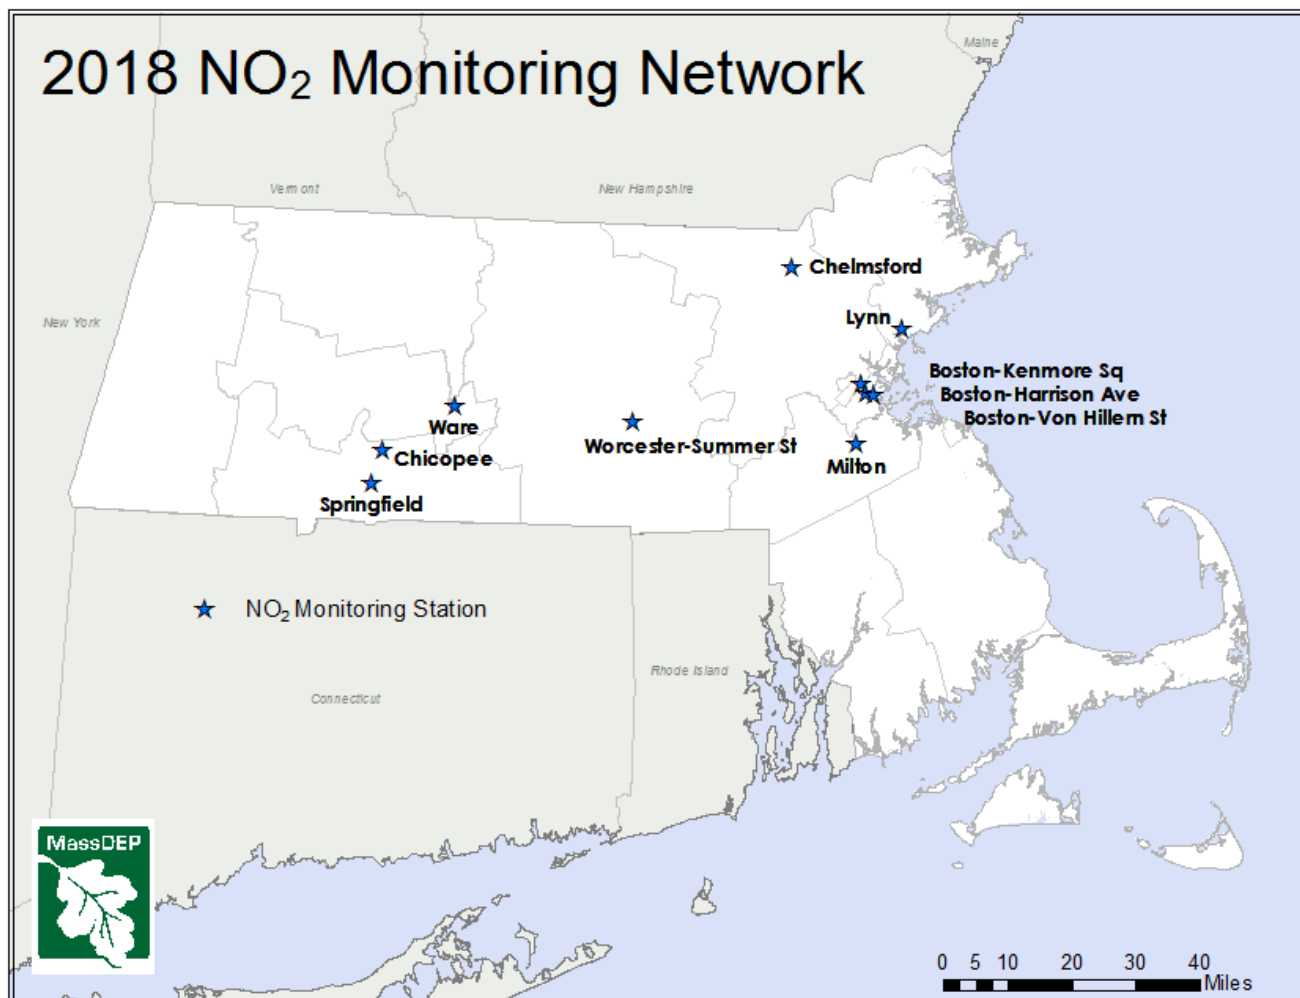 Maine
2018 NO₂ Monitoring Network
Vermont
New Hampshire
Chelmsford
Lynn
New York
Boston-Kenmore Sq
Boston-Harrison Ave
Boston-Von Hillern St
Ware
Worcester-Summer St
Chicopee
Milton
Springfield
NO₂ Monitoring Station
Rhode Island
Connecticut
MassDEP
0 5 10 20 30 40
Miles